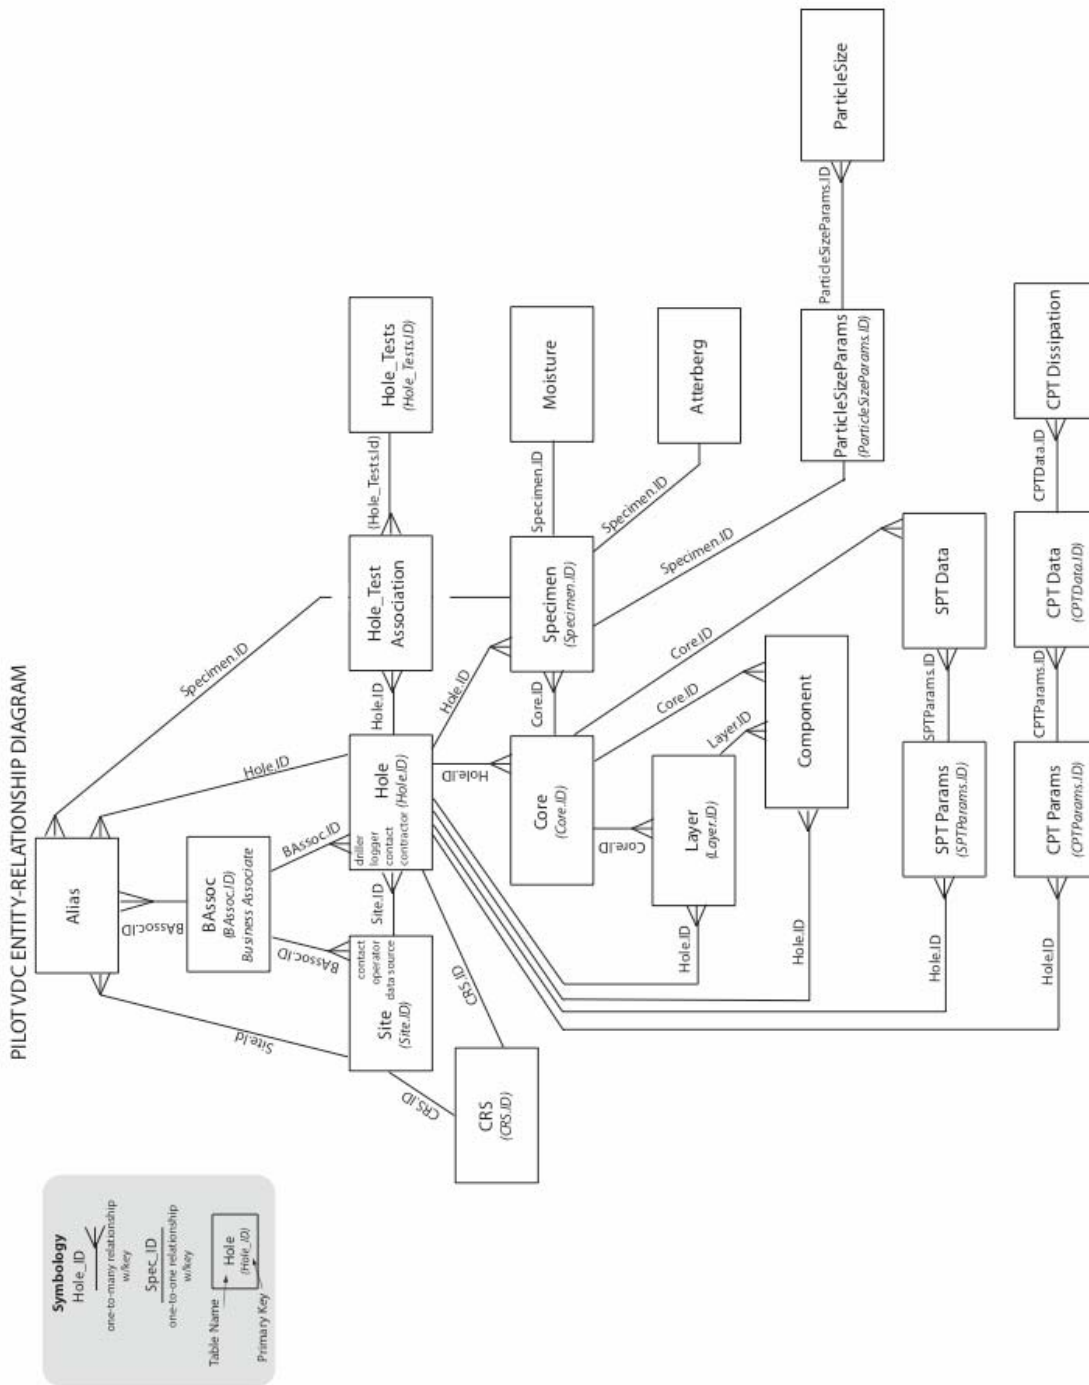 PILOT VDC ENTITY-RELATIONSHIP DIAGRAM
Symbology
Hole_ID
one-to-many relationship
w/key
Spec_ID
one-to-one relationship
w/key
Table Name
Hole
(Hole_ID)
Primary Key
Alias
BAssoc.ID
BAssoc
(BAssoc.ID)
Business Associate
Site.Id
BAssoc.ID
BAssoc.ID
Hole.ID
Specimen.ID
contact
operator
data source
Site
(Site.ID)
Site.ID
driller
logger
contact
contractor
Hole
(Hole.ID)
Hole.ID
Hole_Test
Association
(Hole_Tests.Id)
Hole_Tests
(Hole_Tests.ID)
CRS.ID
CRS.ID
CRS
(CRS.ID)
Hole.ID
Hole.ID
Core
(Core.ID)
Core.ID
Specimen
(Specimen.ID)
Specimen.ID
Moisture
Specimen.ID
Atterberg
Specimen.ID
Core.ID
Layer
(Layer.ID)
Hole.ID
Layer.ID
Core.ID
Core.ID
Component
Hole.ID
ParticleSizeParams
(ParticleSizeParams.ID)
ParticleSizeParams.ID
ParticleSize
Hole.ID
SPT Params
(SPTParams.ID)
SPTParams.ID
SPT Data
Hole.ID
CPT Params
(CPTParams.ID)
CPTParams.ID
CPT Data
(CPTData.ID)
CPTData.ID
CPT Dissipation